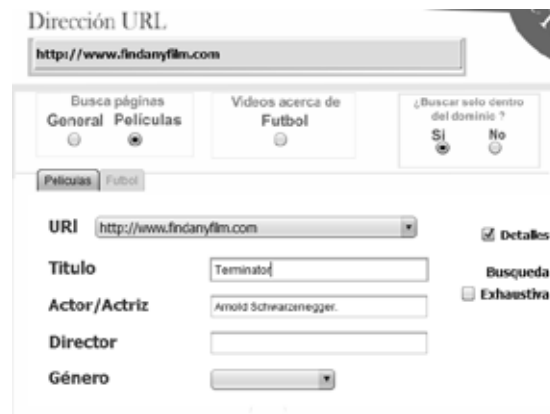 Dirección URL
http://www.findanyfilm.com
Busca páginas
General Películas
Videos acerca de
Futbol
¿Buscar solo dentro
del dominio ?
Si No
Peliculas Futbol
URl http://www.findanyfilm.com
Detalles
Titulo Terminator
Busqueda
Exhaustiva
Actor/Actriz Arnold Schwarzenegger.
Director
Género